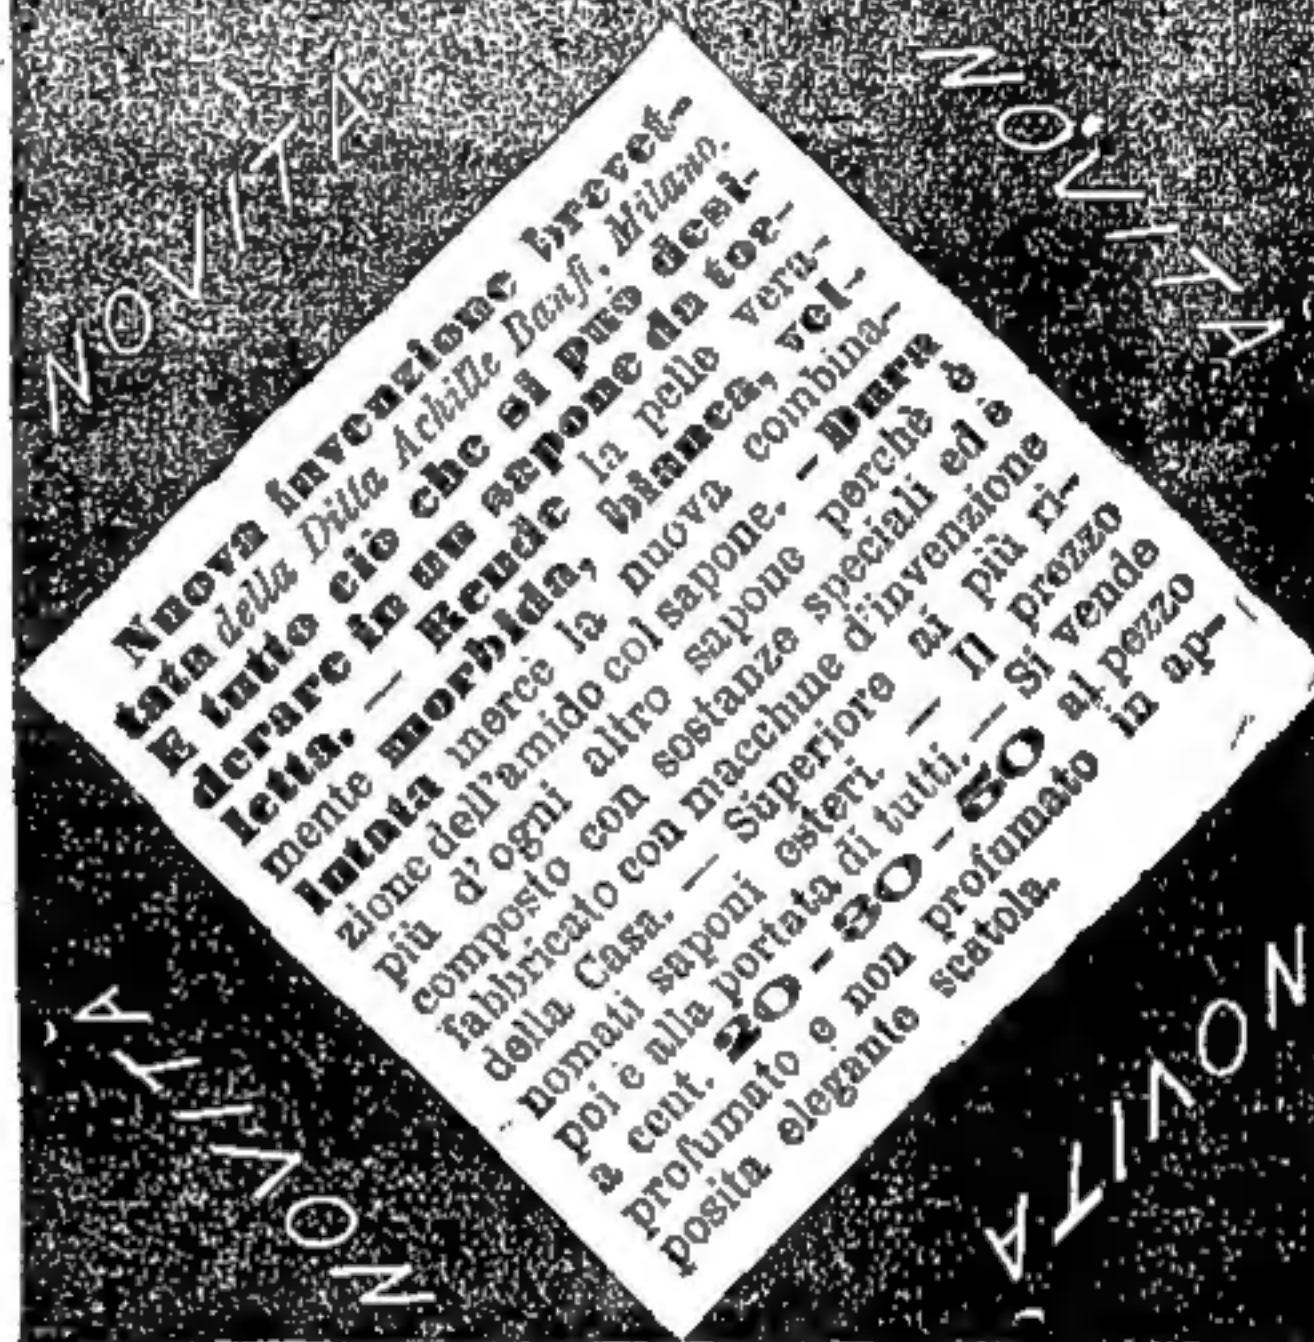 NOVITÀ
NOVITÀ
Nuova invenzione brevet-
tata della Ditta Achille Banfi, Milano.
E tutto ciò che si può desi-
derare in un sapone da toe-
letta. — Rende la pelle vera-
mente morbida, bianca, vel-
lutata mercè la nuova combina-
zione dell'amido col sapone. - Dura
più d'ogni altro sapone perchè è
composto con sostanze speciali ed è
fabbricato con macchine d'invenzione
della Casa. — Superiore ai più ri-
nomati saponi esteri. — Il prezzo
poi è alla portata di tutti. — Si vende
a cent. 20-30-50 al pezzo
profumato e non profumato in ap-
posita elegante scatola.
NOVITÀ
NOVITÀ